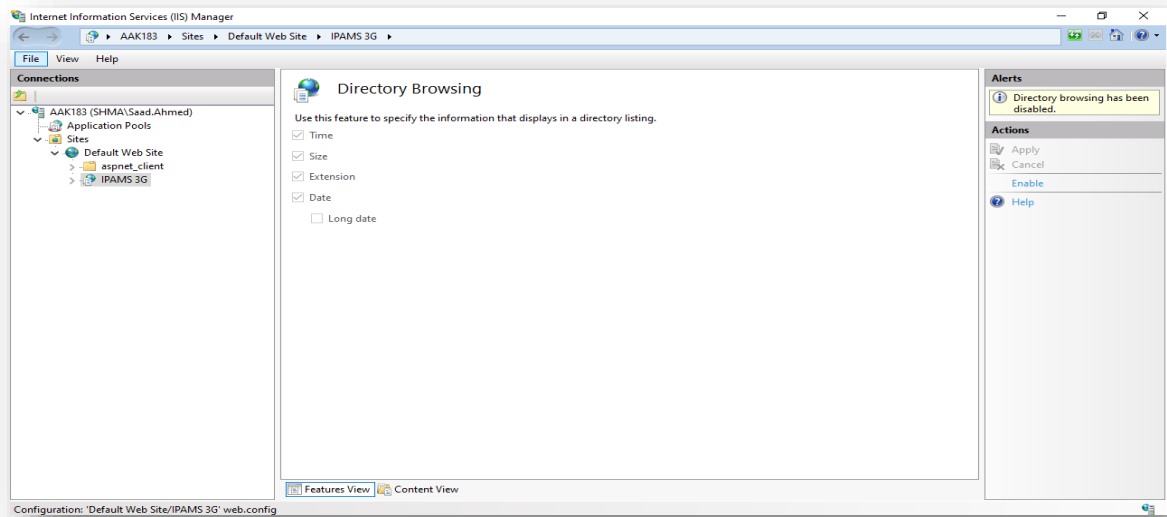 Internet Information Services (IIS) Manager
AAK183 Sites Default Web Site IPAMS 3G
File View Help
Connections
AAK183 (SHMA\Saad.Ahmed)
Application Pools
Sites
Default Web Site
aspnet_client
IPAMS 3G
Directory Browsing
Use this feature to specify the information that displays in a directory listing.
Time
Size
Extension
Date
Long date
Features View Content View
Alerts
Directory browsing has been
disabled.
Actions
Apply
Cancel
Enable
Help
Configuration: 'Default Web Site/IPAMS 3G' web.config